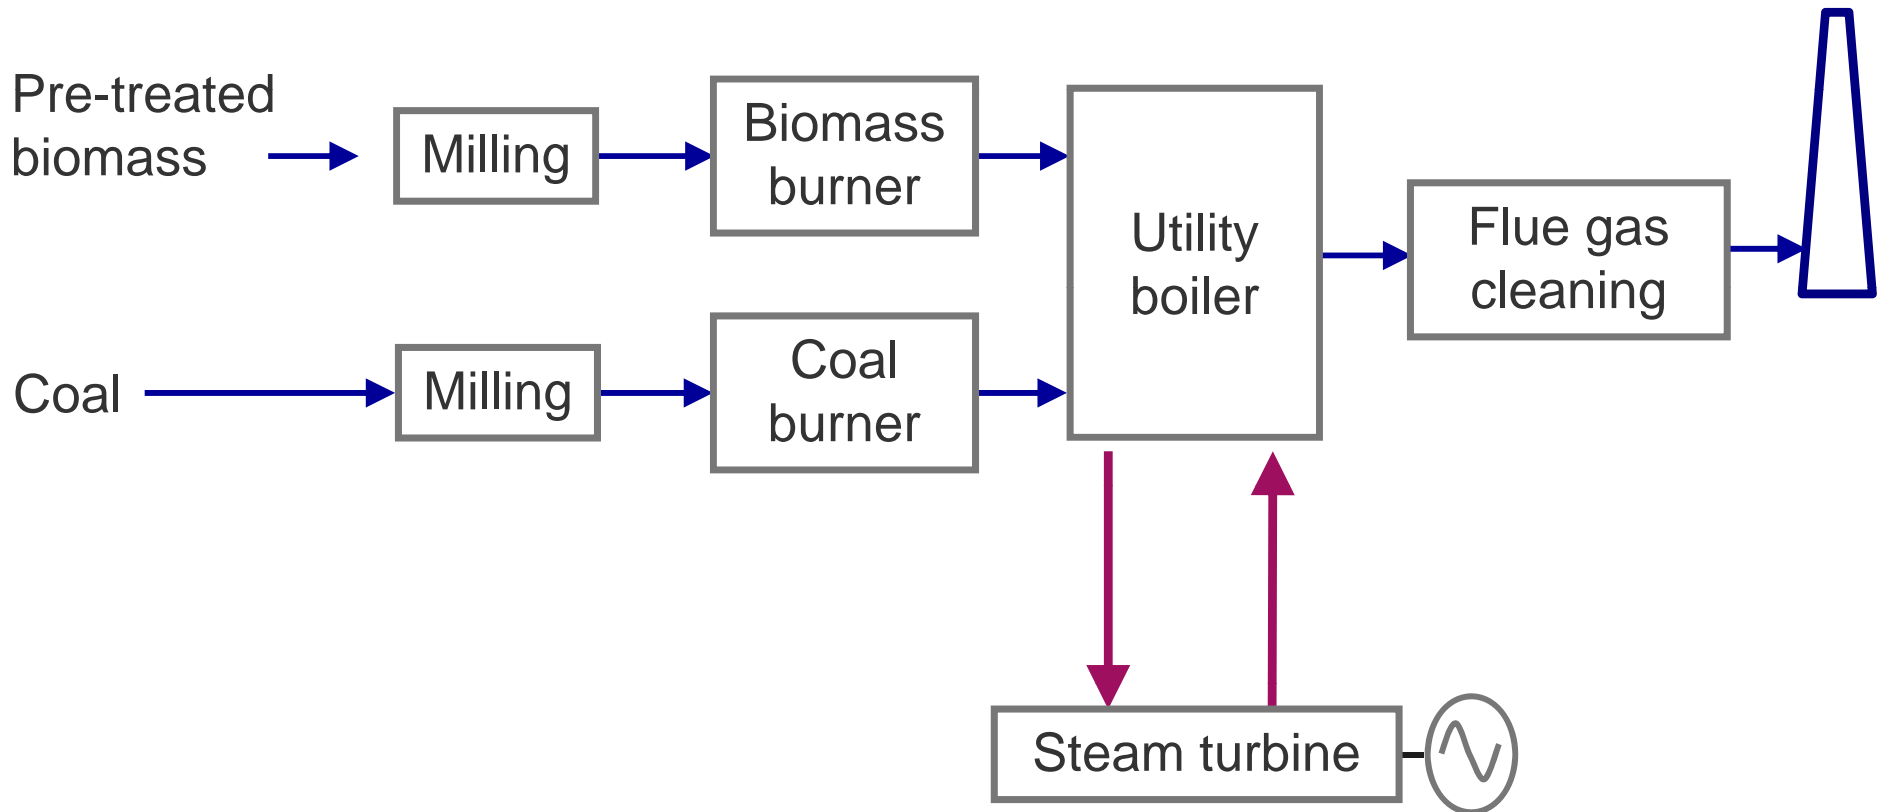 Pre-treated
biomass
Milling
Biomass
burner
Utility
boiler
Flue gas
cleaning
Coal
Milling
Coal
burner
Steam turbine